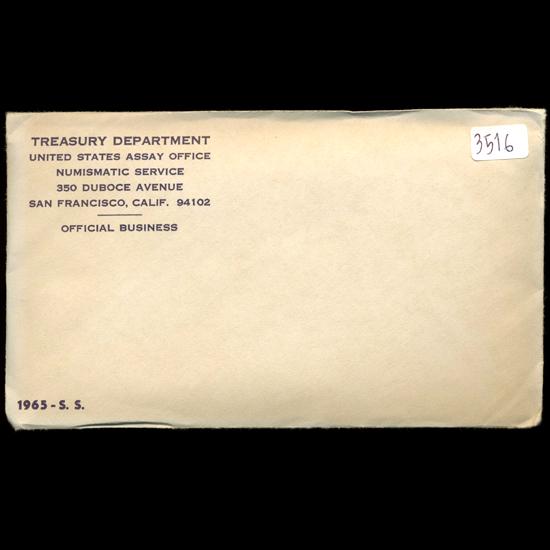 TREASURY DEPARTMENT
UNITED STATES ASSAY OFFICE
NUMISMATIC SERVICE
350 DUBOCE AVENUE
SAN FRANCISCO, CALIF. 94102
OFFICIAL BUSINESS
3516
1965 - S. S.